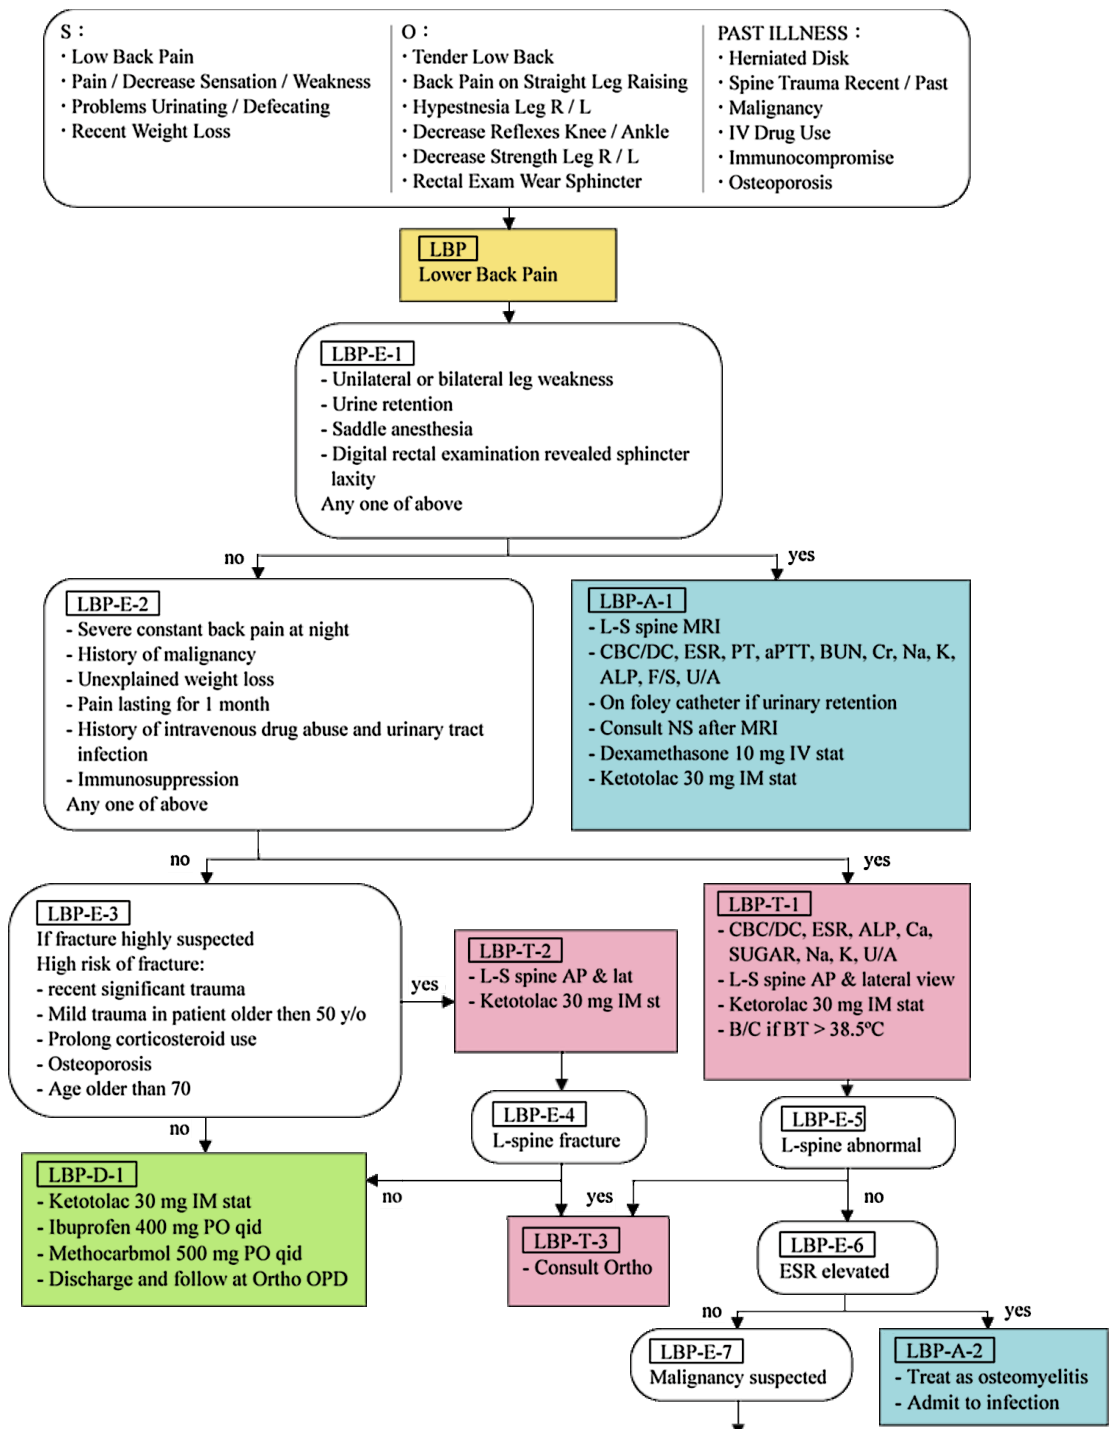 S：
· Low Back Pain
· Pain / Decrease Sensation / Weakness
· Problems Urinating / Defecating
· Recent Weight Loss
O：
· Tender Low Back
· Back Pain on Straight Leg Raising
· Hypestnesia Leg R / L
· Decrease Reflexes Knee / Ankle
· Decrease Strength Leg R / L
· Rectal Exam Wear Sphincter
PAST ILLNESS：
· Herniated Disk
· Spine Trauma Recent / Past
· Malignancy
· IV Drug Use
· Immunocompromise
· Osteoporosis
LBP
Lower Back Pain
LBP-E-1
- Unilateral or bilateral leg weakness
- Urine retention
- Saddle anesthesia
- Digital rectal examination revealed sphincter
laxity
Any one of above
no
yes
LBP-E-2
- Severe constant back pain at night
- History of malignancy
- Unexplained weight loss
- Pain lasting for 1 month
- History of intravenous drug abuse and urinary tract
infection
- Immunosuppression
Any one of above
LBP-A-1
- L-S spine MRI
- CBC/DC, ESR, PT, aPTT, BUN, Cr, Na, K,
ALP, F/S, U/A
- On foley catheter if urinary retention
- Consult NS after MRI
- Dexamethasone 10 mg IV stat
- Ketotolac 30 mg IM stat
no
yes
LBP-E-3
If fracture highly suspected
High risk of fracture:
- recent significant trauma
- Mild trauma in patient older then 50 y/o
- Prolong corticosteroid use
- Osteoporosis
- Age older than 70
yes
LBP-T-2
- L-S spine AP & lat
- Ketotolac 30 mg IM st
LBP-T-1
- CBC/DC, ESR, ALP, Ca,
SUGAR, Na, K, U/A
- L-S spine AP & lateral view
- Ketorolac 30 mg IM stat
- B/C if BT > 38.5ºC
no
LBP-E-4
L-spine fracture
LBP-E-5
L-spine abnormal
LBP-D-1
- Ketotolac 30 mg IM stat
- Ibuprofen 400 mg PO qid
- Methocarbmol 500 mg PO qid
- Discharge and follow at Ortho OPD
no
yes
no
LBP-T-3
- Consult Ortho
LBP-E-6
ESR elevated
no
yes
LBP-E-7
Malignancy suspected
LBP-A-2
- Treat as osteomyelitis
- Admit to infection